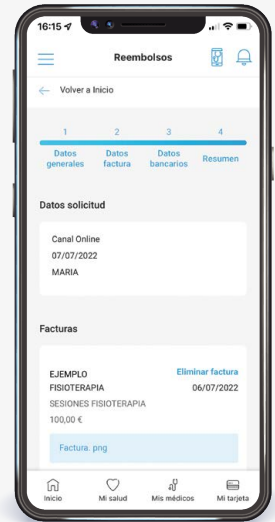 16:15
Reembolsos
Volver a Inicio
1 2 3 4
Datos generales Datos factura Datos bancarios Resumen
Datos solicitud
Canal Online
07/07/2022
MARIA
Facturas
EJEMPLO Eliminar factura
FISIOTERAPIA 06/07/2022
SESIONES FISIOTERAPIA
100,00 €
Factura. png
Inicio Mi salud Mis médicos Mi tarjeta